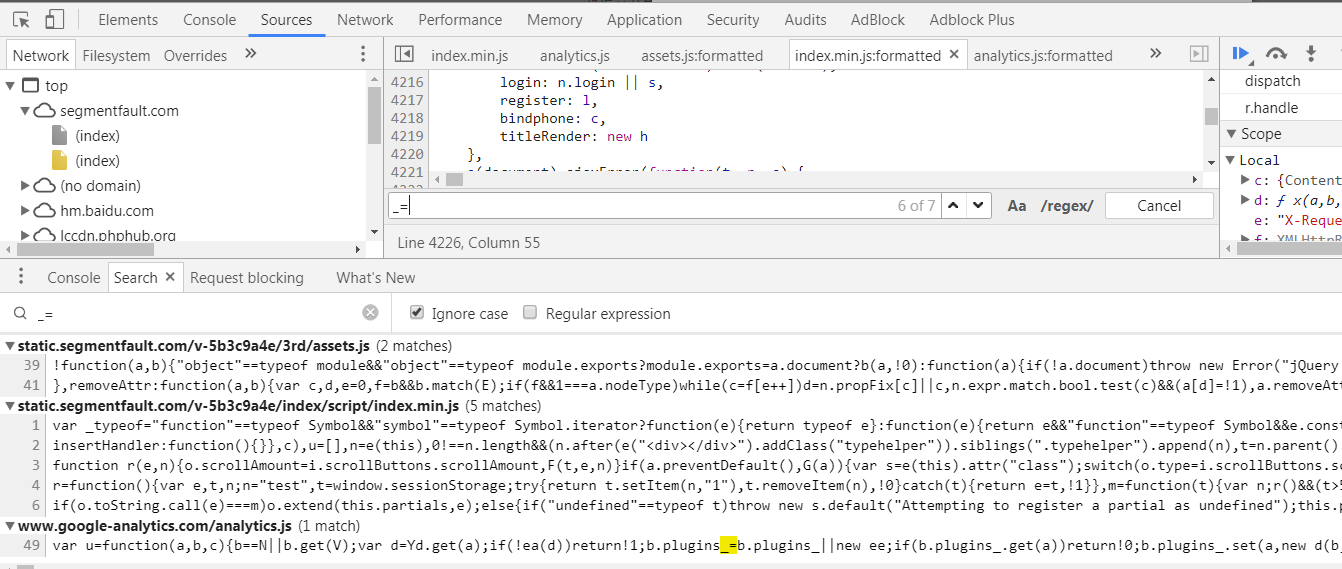 Elements Console Sources Network Performance Memory Application Security Audits AdBlock Adblock Plus
Network Filesystem Overrides »
index.min.js analytics.js assets.js:formatted index.min.js:formatted × analytics.js:formatted »
top
segmentfault.com
(index)
(index)
(no domain)
hm.baidu.com
lccdn.phphub.org
4216 login: n.login || s,
4217 register: l,
4218 bindphone: c,
4219 titleRender: new h
4220 },
4221
_= 6 of 7 Aa /regex/ Cancel
Line 4226, Column 55
dispatch
r.handle
Scope
Local
c: {Content
d: ƒ x(a,b,
e: "X-Reque
f: XMLHttpR
Console Search × Request blocking What's New
_= Ignore case Regular expression
static.segmentfault.com/v-5b3c9a4e/3rd/assets.js (2 matches)
39 !function(a,b){"object"==typeof module&&"object"==typeof module.exports?module.exports=a.document?b(a,!0):function(a){if(!a.document)throw new Error("jQuery
41 },removeAttr:function(a,b){var c,d,e=0,f=b&&b.match(E);if(f&&1===a.nodeType)while(c=f[e++])d=n.propFix[c]||c,n.expr.match.bool.test(c)&&(a[d]=!1),a.removeAtt
static.segmentfault.com/v-5b3c9a4e/index/script/index.min.js (5 matches)
1 var _typeof="function"==typeof Symbol&&"symbol"==typeof Symbol.iterator?function(e){return typeof e}:function(e){return e&&"function"==typeof Symbol&&e.const
2 insertHandler:function(){}},c),u=[],n=e(this),0!==n.length&&(n.after(e("<div></div>").addClass("typehelper")).siblings(".typehelper").append(n),t=n.parent()
3 function r(e,n){o.scrollAmount=i.scrollButtons.scrollAmount,F(t,e,n)}if(a.preventDefault(),G(a)){var s=e(this).attr("class");switch(o.type=i.scrollButtons.sc
4 r=function(){var e,t,n;n="test",t=window.sessionStorage;try{return t.setItem(n,"1"),t.removeItem(n),!0}catch(t){return e=t,!1}},m=function(t){var n;r()&&(t>5
6 if(o.toString.call(e)===m)o.extend(this.partials,e);else{if("undefined"==typeof t)throw new s.default("Attempting to register a partial as undefined");this.p
www.google-analytics.com/analytics.js (1 match)
49 var u=function(a,b,c){b==N||b.get(V);var d=Yd.get(a);if(!ea(d))return!1;b.plugins_=b.plugins_||new ee;if(b.plugins_.get(a))return!0;b.plugins_.set(a,new d(b,